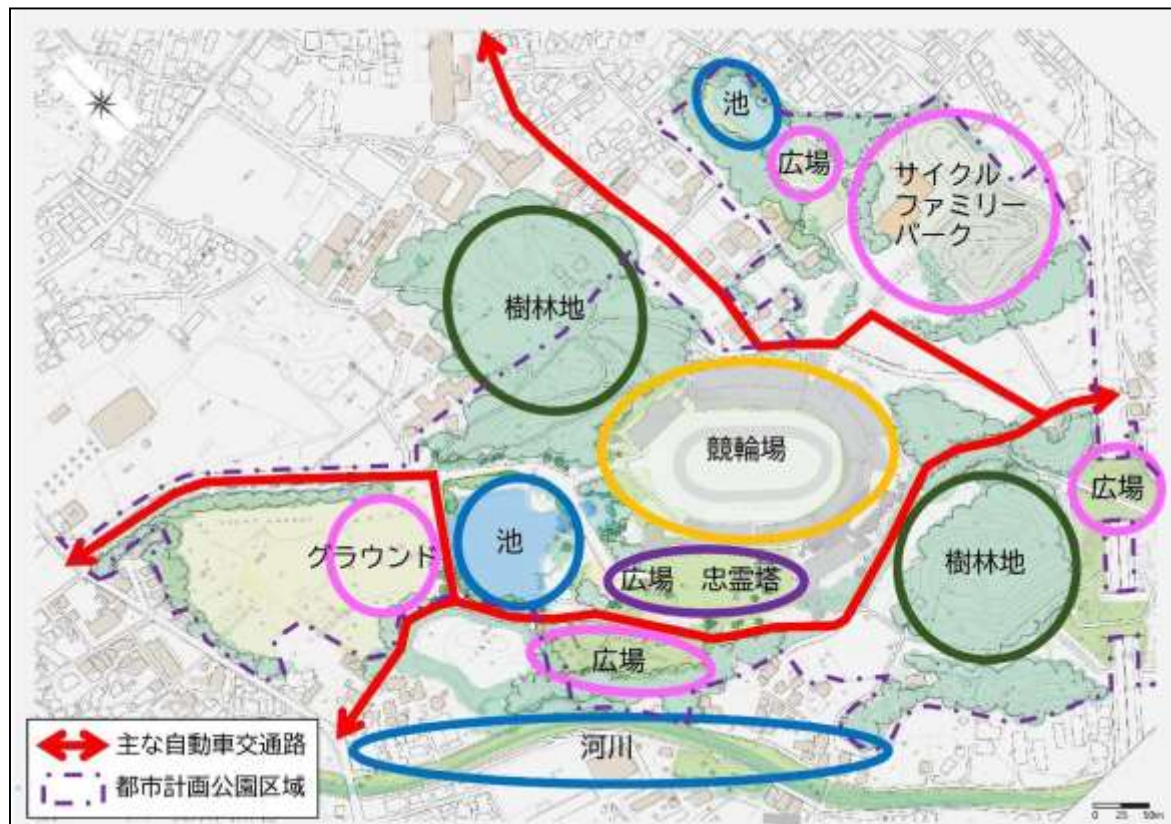 池
広場
サイクル
ファミリー
パーク
樹林地
競輪場
広場
グラウンド
池
広場　忠霊塔
樹林地
広場
河川
主な自動車交通路
都市計画公園区域
0 25 50m